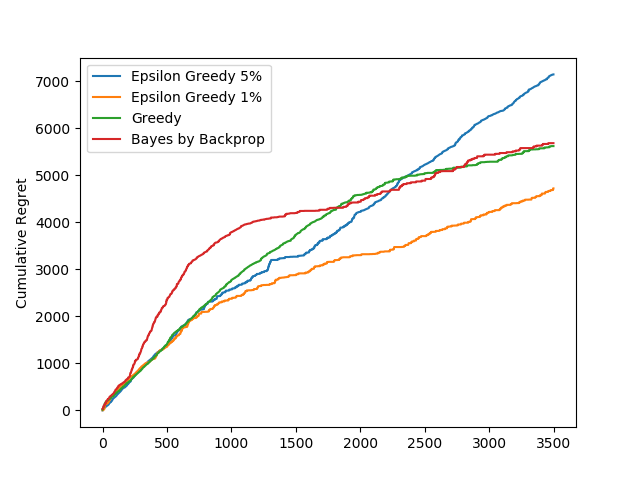 Epsilon Greedy 5%
Epsilon Greedy 1%
Greedy
Bayes by Backprop
Cumulative Regret
7000
6000
5000
4000
3000
2000
1000
0
0 500 1000 1500 2000 2500 3000 3500